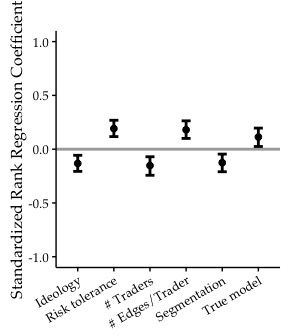 Standardized Rank Regression Coefficient
1.0
0.5
0.0
-0.5
-1.0
Ideology
Risk tolerance
# Traders
# Edges/Trader
Segmentation
True model